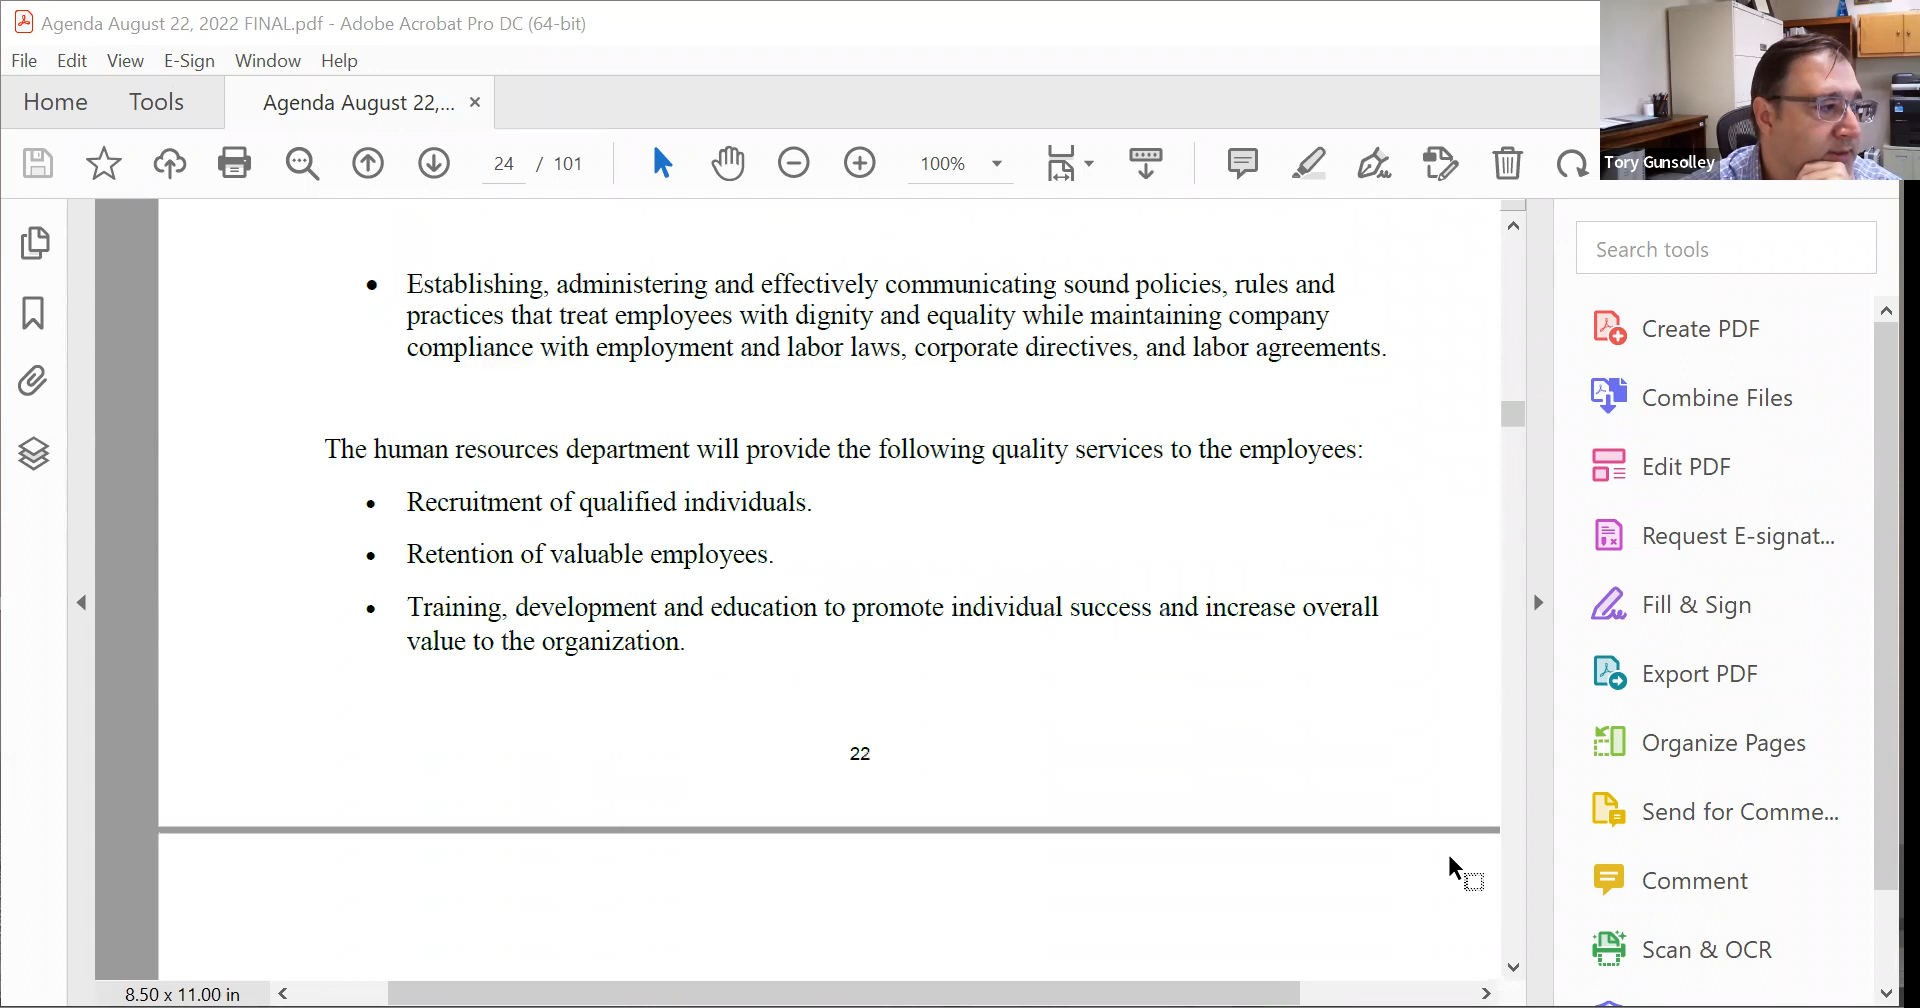 Agenda August 22, 2022 FINAL.pdf - Adobe Acrobat Pro DC (64-bit)
File Edit View E-Sign Window Help
Home Tools Agenda August 22,... ×
24 / 101 100%
Tory Gunsolley
Search tools
• Establishing, administering and effectively communicating sound policies, rules and
practices that treat employees with dignity and equality while maintaining company
compliance with employment and labor laws, corporate directives, and labor agreements.
The human resources department will provide the following quality services to the employees:
• Recruitment of qualified individuals.
• Retention of valuable employees.
• Training, development and education to promote individual success and increase overall
value to the organization.
22
8.50 x 11.00 in
Create PDF
Combine Files
Edit PDF
Request E-signat...
Fill & Sign
Export PDF
Organize Pages
Send for Comme...
Comment
Scan & OCR